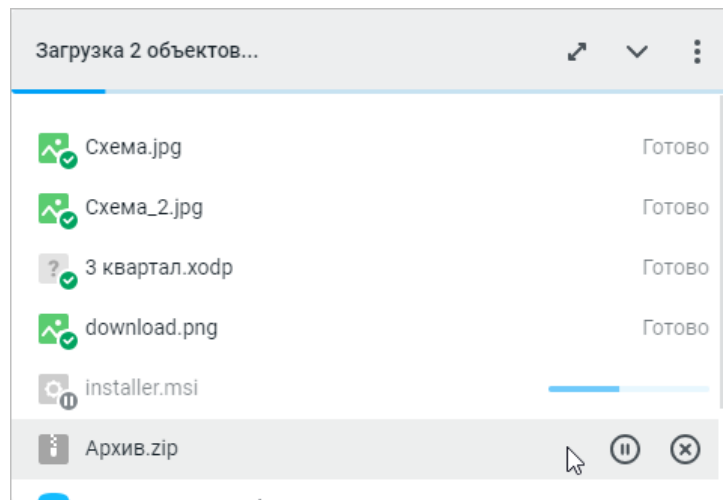 Загрузка 2 объектов...
Схема.jpg Готово
Схема_2.jpg Готово
3 квартал.xodp Готово
download.png Готово
installer.msi
Архив.zip